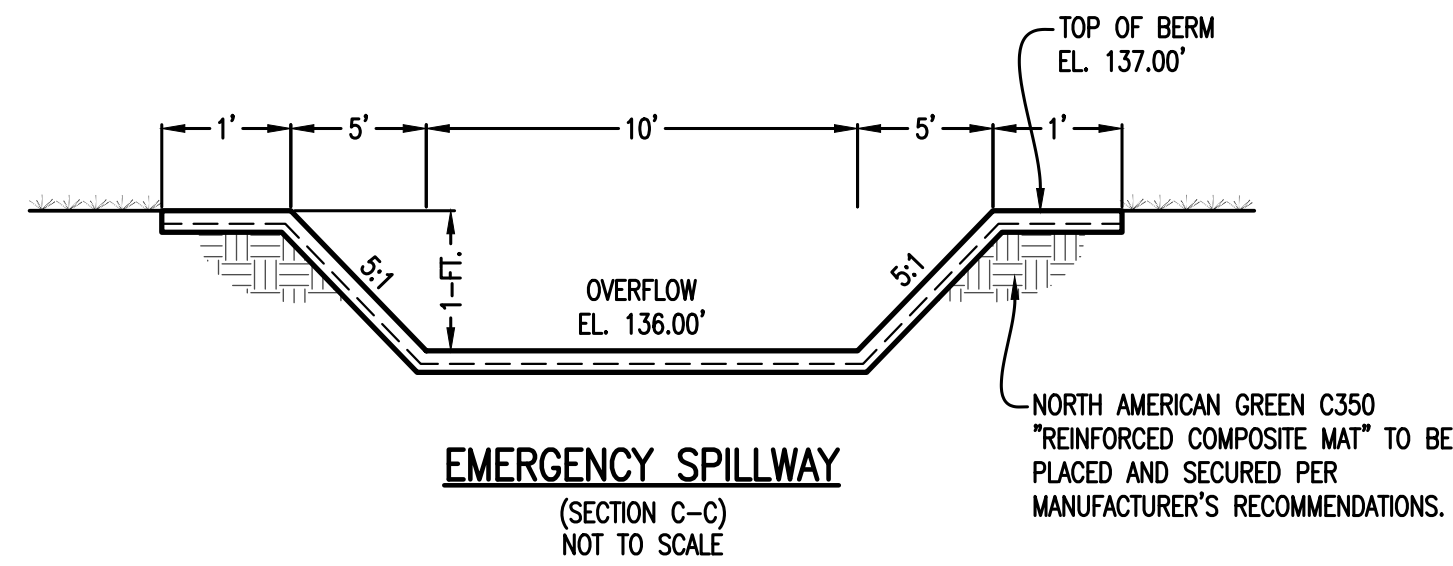 TOP OF BERM
EL. 137.00'
1'
5'
10'
5'
1'
5:1
1-FT.
5:1
OVERFLOW
EL. 136.00'
NORTH AMERICAN GREEN C350
"REINFORCED COMPOSITE MAT" TO BE
PLACED AND SECURED PER
MANUFACTURER'S RECOMMENDATIONS.
EMERGENCY SPILLWAY
(SECTION C-C)
NOT TO SCALE